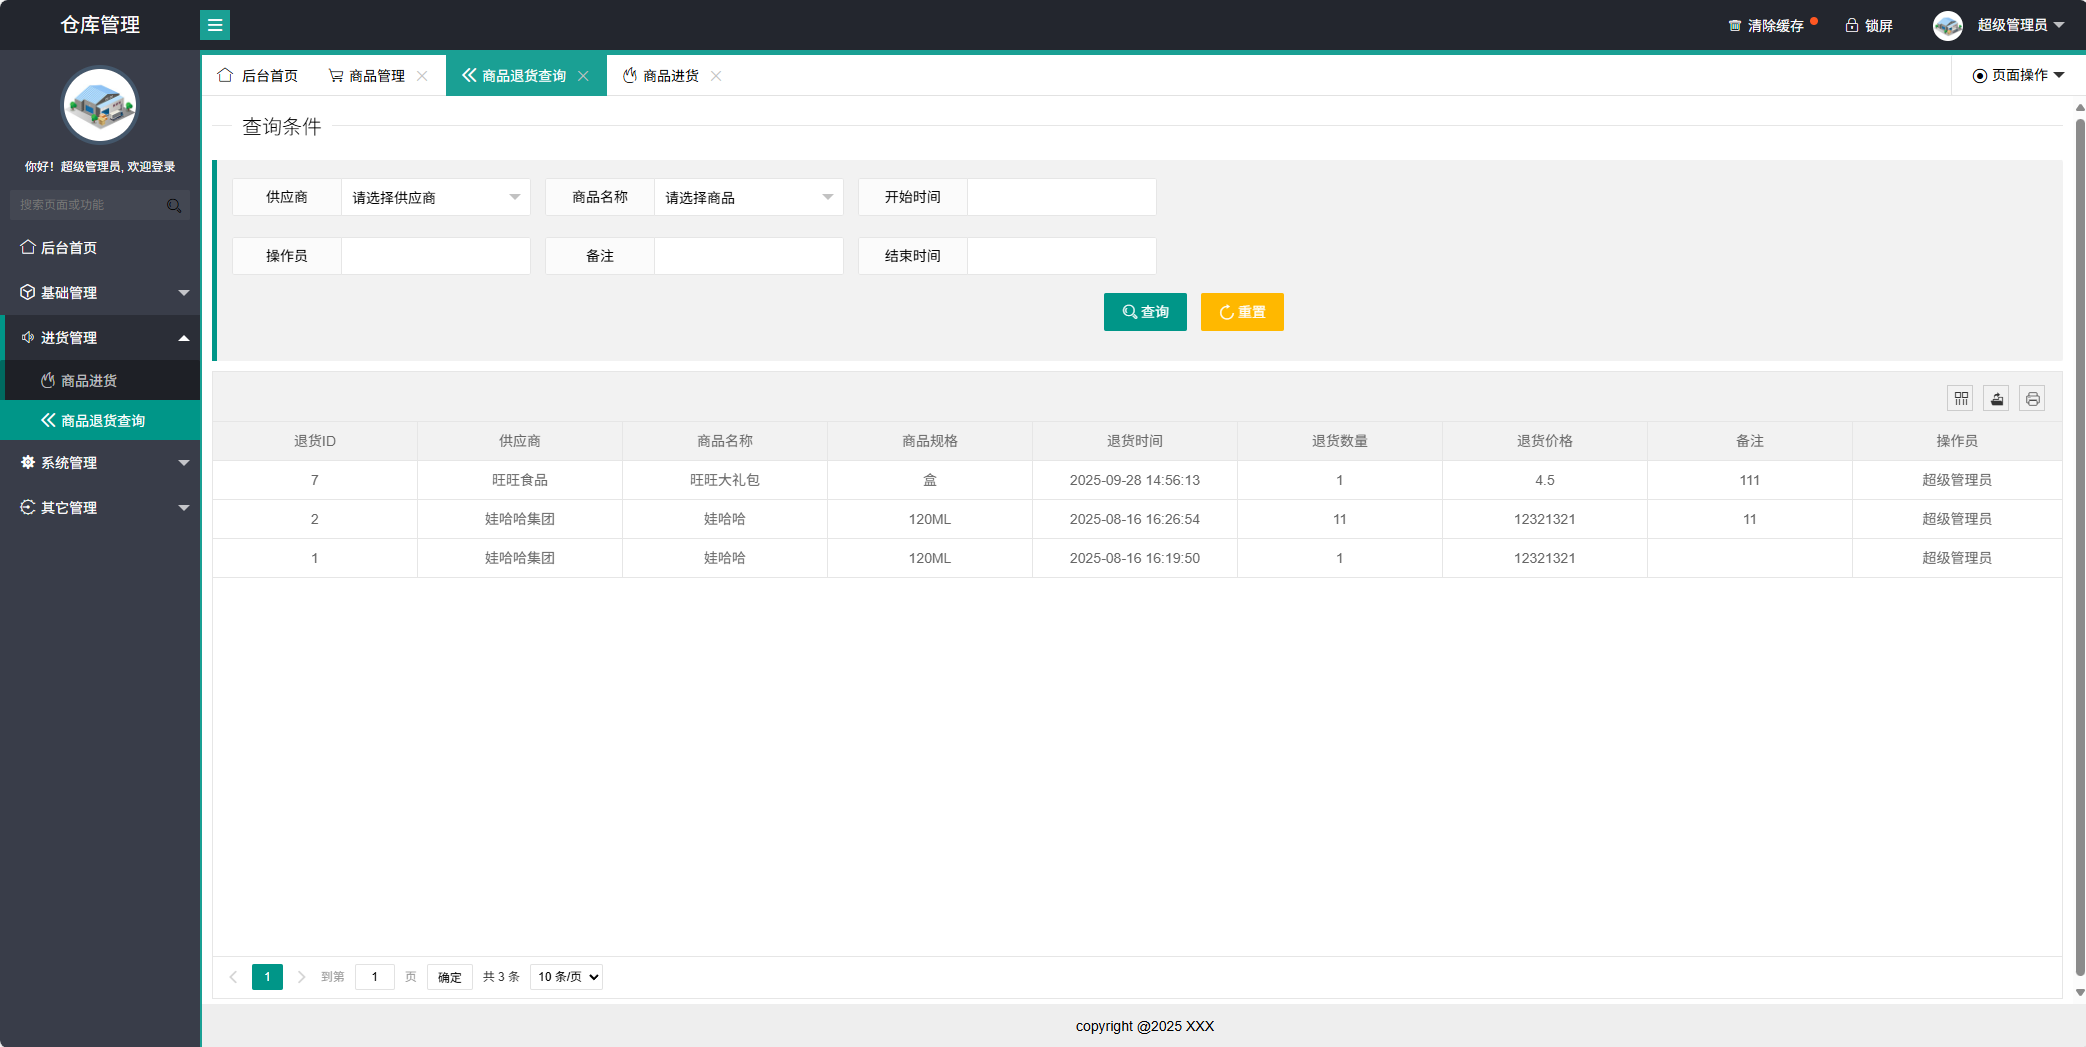 仓库管理
清除缓存
锁屏
超级管理员
后台首页
商品管理
商品退货查询
商品进货
页面操作
你好！超级管理员, 欢迎登录
搜索页面或功能
后台首页
基础管理
进货管理
商品进货
商品退货查询
系统管理
其它管理
查询条件
供应商 请选择供应商 商品名称 请选择商品 开始时间
操作员 备注 结束时间
查询 重置
退货ID 供应商 商品名称 商品规格 退货时间 退货数量 退货价格 备注 操作员
7 旺旺食品 旺旺大礼包 盒 2025-09-28 14:56:13 1 4.5 111 超级管理员
2 娃哈哈集团 娃哈哈 120ML 2025-08-16 16:26:54 11 12321321 11 超级管理员
1 娃哈哈集团 娃哈哈 120ML 2025-08-16 16:19:50 1 12321321 超级管理员
1 到第 1 页 确定 共 3 条 10 条/页
copyright @2025 XXX